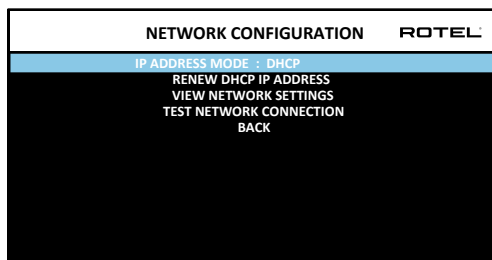 NETWORK CONFIGURATION ROTEL
IP ADDRESS MODE : DHCP
RENEW DHCP IP ADDRESS
VIEW NETWORK SETTINGS
TEST NETWORK CONNECTION
BACK